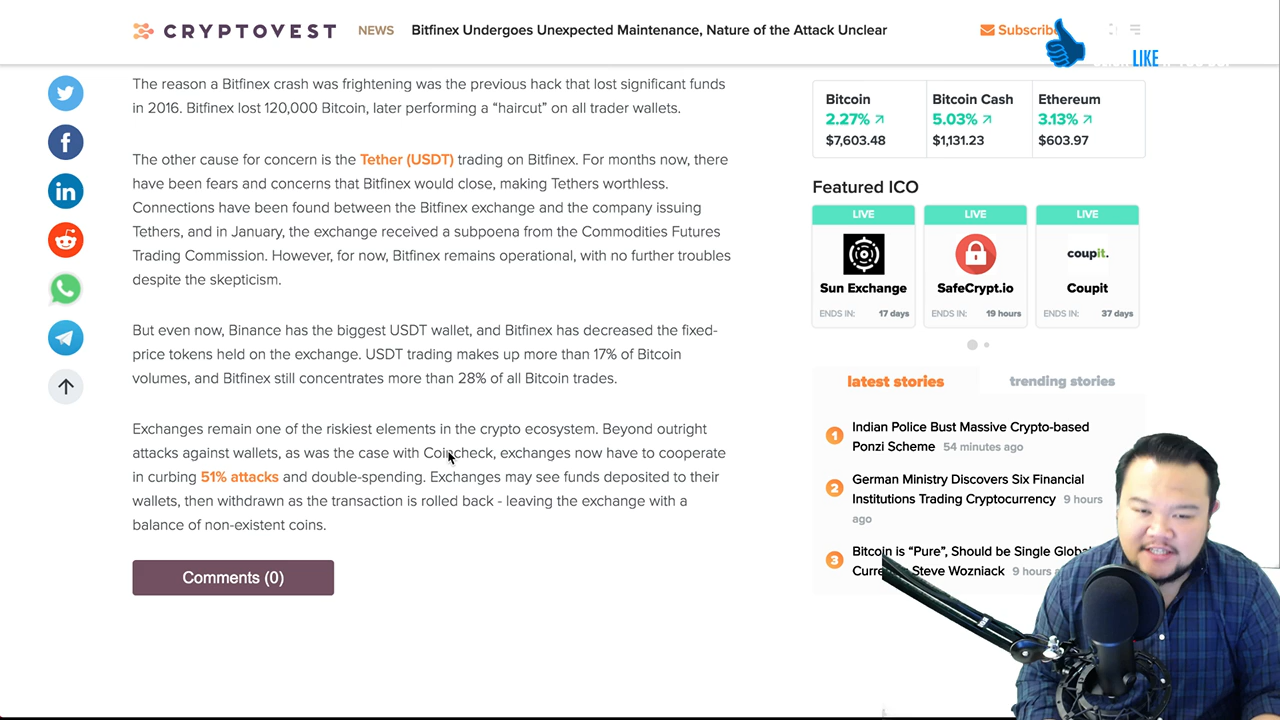 CRYPTOVEST
NEWS
Bitfinex Undergoes Unexpected Maintenance, Nature of the Attack Unclear
Subscribe
LIKE
The reason a Bitfinex crash was frightening was the previous hack that lost significant funds
in 2016. Bitfinex lost 120,000 Bitcoin, later performing a “haircut” on all trader wallets.
The other cause for concern is the Tether (USDT) trading on Bitfinex. For months now, there
have been fears and concerns that Bitfinex would close, making Tethers worthless.
Connections have been found between the Bitfinex exchange and the company issuing
Tethers, and in January, the exchange received a subpoena from the Commodities Futures
Trading Commission. However, for now, Bitfinex remains operational, with no further troubles
despite the skepticism.
But even now, Binance has the biggest USDT wallet, and Bitfinex has decreased the fixed-
price tokens held on the exchange. USDT trading makes up more than 17% of Bitcoin
volumes, and Bitfinex still concentrates more than 28% of all Bitcoin trades.
Exchanges remain one of the riskiest elements in the crypto ecosystem. Beyond outright
attacks against wallets, as was the case with Coincheck, exchanges now have to cooperate
in curbing 51% attacks and double-spending. Exchanges may see funds deposited to their
wallets, then withdrawn as the transaction is rolled back - leaving the exchange with a
balance of non-existent coins.
Comments (0)
Bitcoin Bitcoin Cash Ethereum
2.27% 5.03% 3.13%
$7,603.48 $1,131.23 $603.97
Featured ICO
LIVE LIVE LIVE
coupit.
Sun Exchange SafeCrypt.io Coupit
ENDS IN: 17 days ENDS IN: 19 hours ENDS IN: 37 days
latest stories trending stories
1 Indian Police Bust Massive Crypto-based
Ponzi Scheme 54 minutes ago
2 German Ministry Discovers Six Financial
Institutions Trading Cryptocurrency 9 hours
ago
3 Bitcoin is “Pure”, Should be Single Global
Steve Wozniack 9 hours